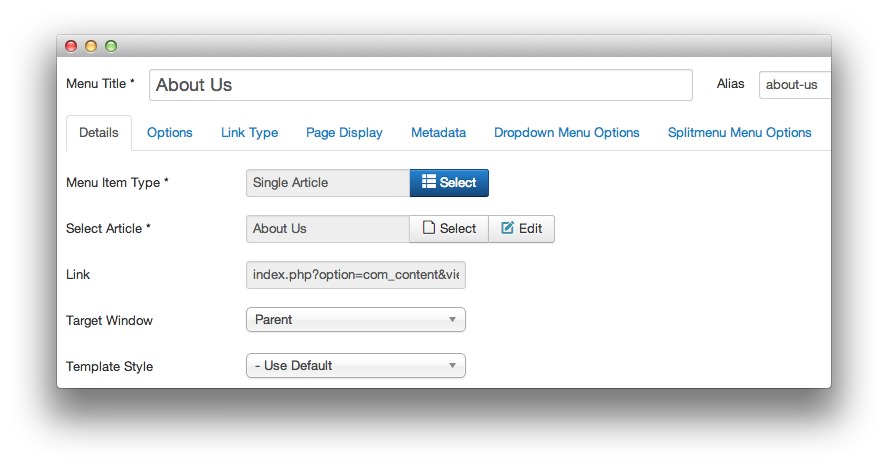 Menu Title * About Us Alias about-us
Details Options Link Type Page Display Metadata Dropdown Menu Options Splitmenu Menu Options
Menu Item Type * Single Article Select
Select Article * About Us Select Edit
Link index.php?option=com_content&vie
Target Window Parent
Template Style - Use Default